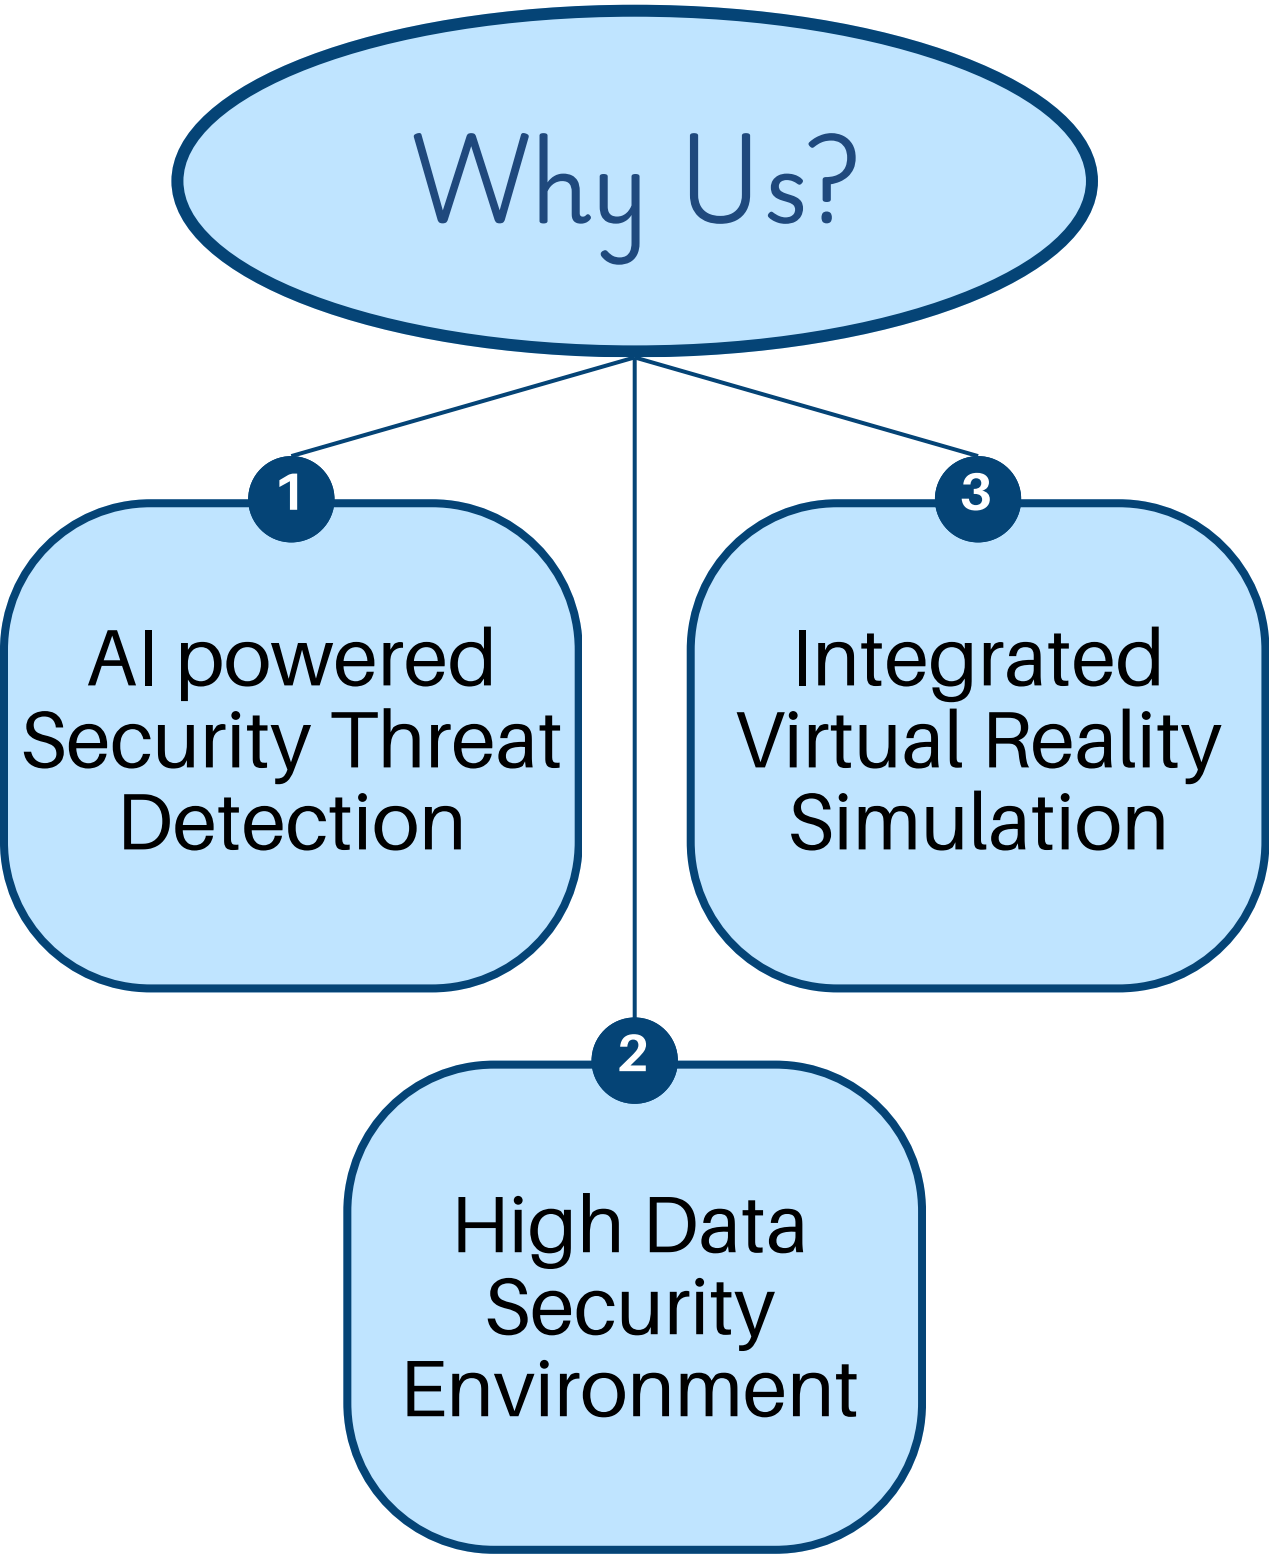 Why Us?
1
AI powered
Security Threat
Detection
2
High Data
Security
Environment
3
Integrated
Virtual Reality
Simulation